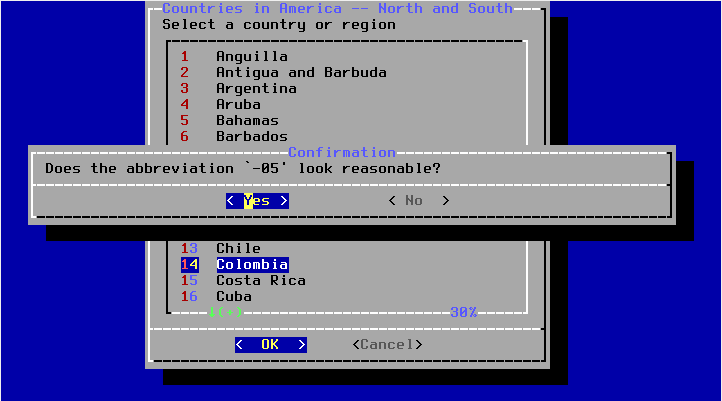 Countries in America -- North and South
Select a country or region
1 Anguilla
2 Antigua and Barbuda
3 Argentina
4 Aruba
5 Bahamas
6 Barbados
Confirmation
Does the abbreviation `-05' look reasonable?
< Yes > < No >
13 Chile
14 Colombia
15 Costa Rica
16 Cuba
↓(+) 30%
< OK > <Cancel>